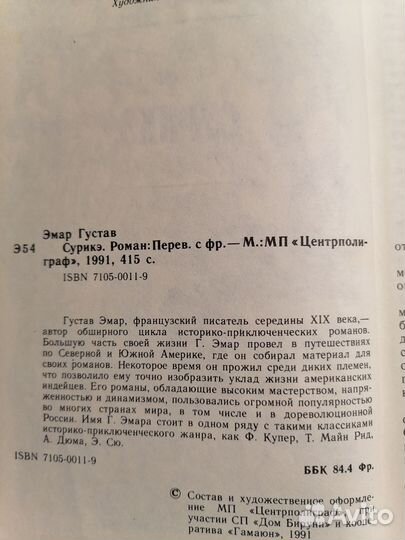 Художник
Эмар Густав
Э54 Сурикэ. Роман: Перев. с фр.— М.: МП «Центрполи-
граф», 1991, 415 с.
ISBN 7105-0011-9
Густав Эмар, французский писатель середины XIX века,—
автор обширного цикла историко-приключенческих романов.
Большую часть своей жизни Г. Эмар провел в путешествиях
по Северной и Южной Америке, где он собирал материал для
своих романов. Некоторое время он прожил среди диких племен,
что позволило ему точно изобразить уклад жизни американских
индейцев. Его романы, обладающие высоким мастерством, напря-
женностью и динамизмом, пользовались огромной популярностью
во многих странах мира, в том числе и в дореволюционной
России. Имя Г. Эмара стоит в одном ряду с такими классиками
историко-приключенческого жанра, как Ф. Купер, Т. Майн Рид,
А. Дюма, Э. Сю.
ISBN 7105-0011-9
ББК 84.4 Фр.
© Состав и художественное оформле-
ние МП «Центрполиграф» при
участии СП «Дом Бируни» и коопе-
ратива «Гамаюн», 1991
Avito